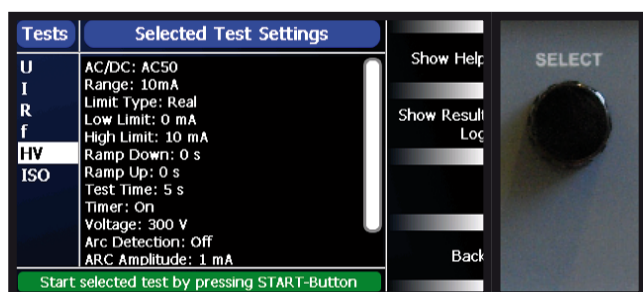 Tests
Selected Test Settings
U
I
R
f
HV
ISO
AC/DC: AC50
Range: 10mA
Limit Type: Real
Low Limit: 0 mA
High Limit: 10 mA
Ramp Down: 0 s
Ramp Up: 0 s
Test Time: 5 s
Timer: On
Voltage: 300 V
Arc Detection: Off
ARC Amplitude: 1 mA
Start selected test by pressing START-Button
Show Help
Show Result
Log
Back
SELECT